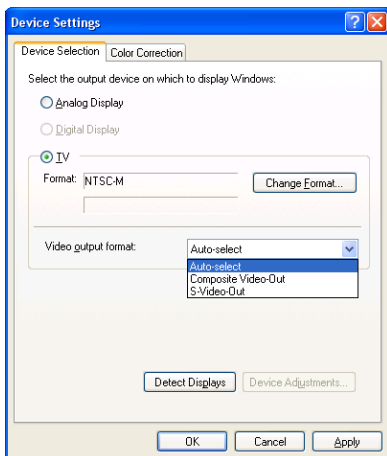 Device Settings
Device Selection Color Correction
Select the output device on which to display Windows:
Analog Display
Digital Display
TV
Format: NTSC-M Change Format...
Video output format: Auto-select
Auto-select
Composite Video-Out
S-Video-Out
Detect Displays Device Adjustments...
OK Cancel Apply